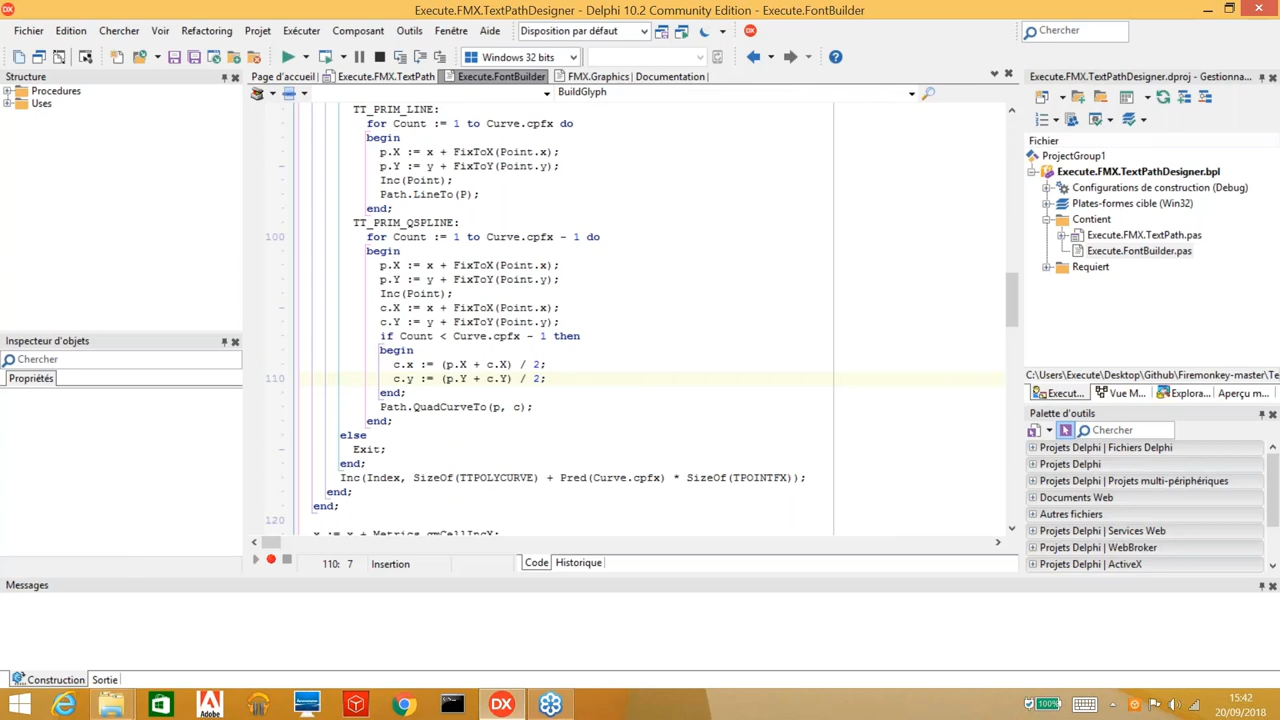 Execute.FMX.TextPathDesigner - Delphi 10.2 Community Edition - Execute.FontBuilder
Fichier Edition Chercher Voir Refactoring Projet Exécuter Composant Outils Fenêtre Aide Disposition par défaut Chercher
Windows 32 bits
Structure
Procedures
Uses
Inspecteur d'objets
Chercher
Propriétés
Page d'accueil Execute.FMX.TextPath Execute.FontBuilder FMX.Graphics | Documentation
BuildGlyph
TT_PRIM_LINE:
for Count := 1 to Curve.cpfx do
begin
p.X := x + FixToX(Point.x);
p.Y := y + FixToY(Point.y);
Inc(Point);
Path.LineTo(P);
end;
TT_PRIM_QSPLINE:
100 for Count := 1 to Curve.cpfx - 1 do
begin
p.X := x + FixToX(Point.x);
p.Y := y + FixToY(Point.y);
Inc(Point);
c.X := x + FixToX(Point.x);
c.Y := y + FixToY(Point.y);
if Count < Curve.cpfx - 1 then
begin
c.x := (p.X + c.X) / 2;
110 c.y := (p.Y + c.Y) / 2;
end;
Path.QuadCurveTo(p, c);
end;
else
Exit;
end;
Inc(Index, SizeOf(TTPOLYCURVE) + Pred(Curve.cpfx) * SizeOf(TPOINTFX));
end;
end;
120
x := x + Metrics.gmCellIncX;
110: 7 Insertion Code Historique
Execute.FMX.TextPathDesigner.dproj - Gestionna...
Fichier
ProjectGroup1
Execute.FMX.TextPathDesigner.bpl
Configurations de construction (Debug)
Plates-formes cible (Win32)
Contient
Execute.FMX.TextPath.pas
Execute.FontBuilder.pas
Requiert
C:\Users\Execute\Desktop\Github\Firemonkey-master\Te
Execut... Vue M... Explora... Aperçu m...
Palette d'outils
Chercher
Projets Delphi | Fichiers Delphi
Projets Delphi
Projets Delphi | Projets multi-périphériques
Documents Web
Autres fichiers
Projets Delphi | Services Web
Projets Delphi | WebBroker
Projets Delphi | ActiveX
Messages
Construction Sortie
DX
Adobe
100%
15:42
20/09/2018